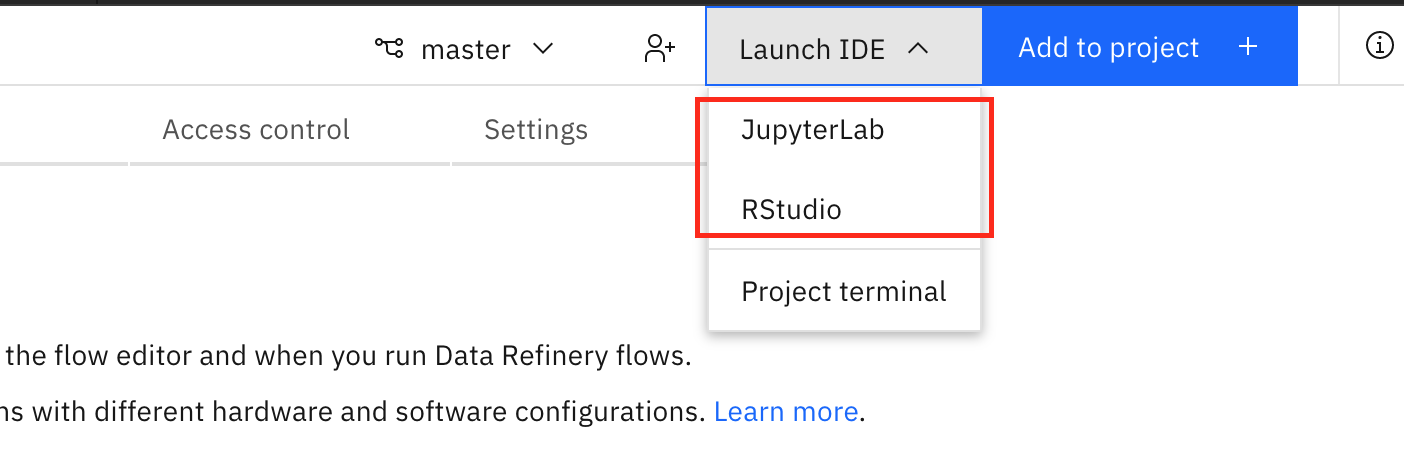 master
Launch IDE
Add to project +
Access control
Settings
JupyterLab
RStudio
Project terminal
the flow editor and when you run Data Refinery flows.
with different hardware and software configurations. Learn more.